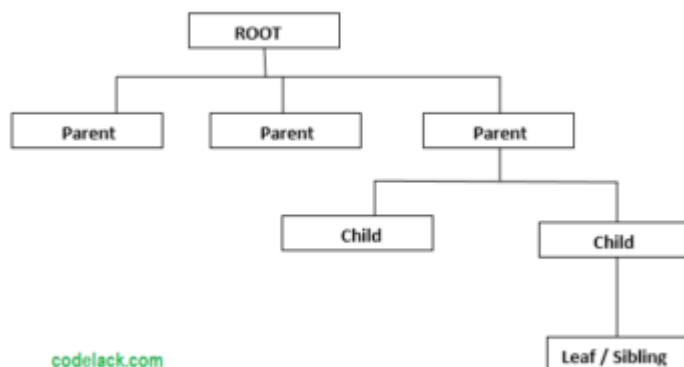 ROOT
Parent
Parent
Parent
Child
Child
codelack.com
Leaf / Sibling